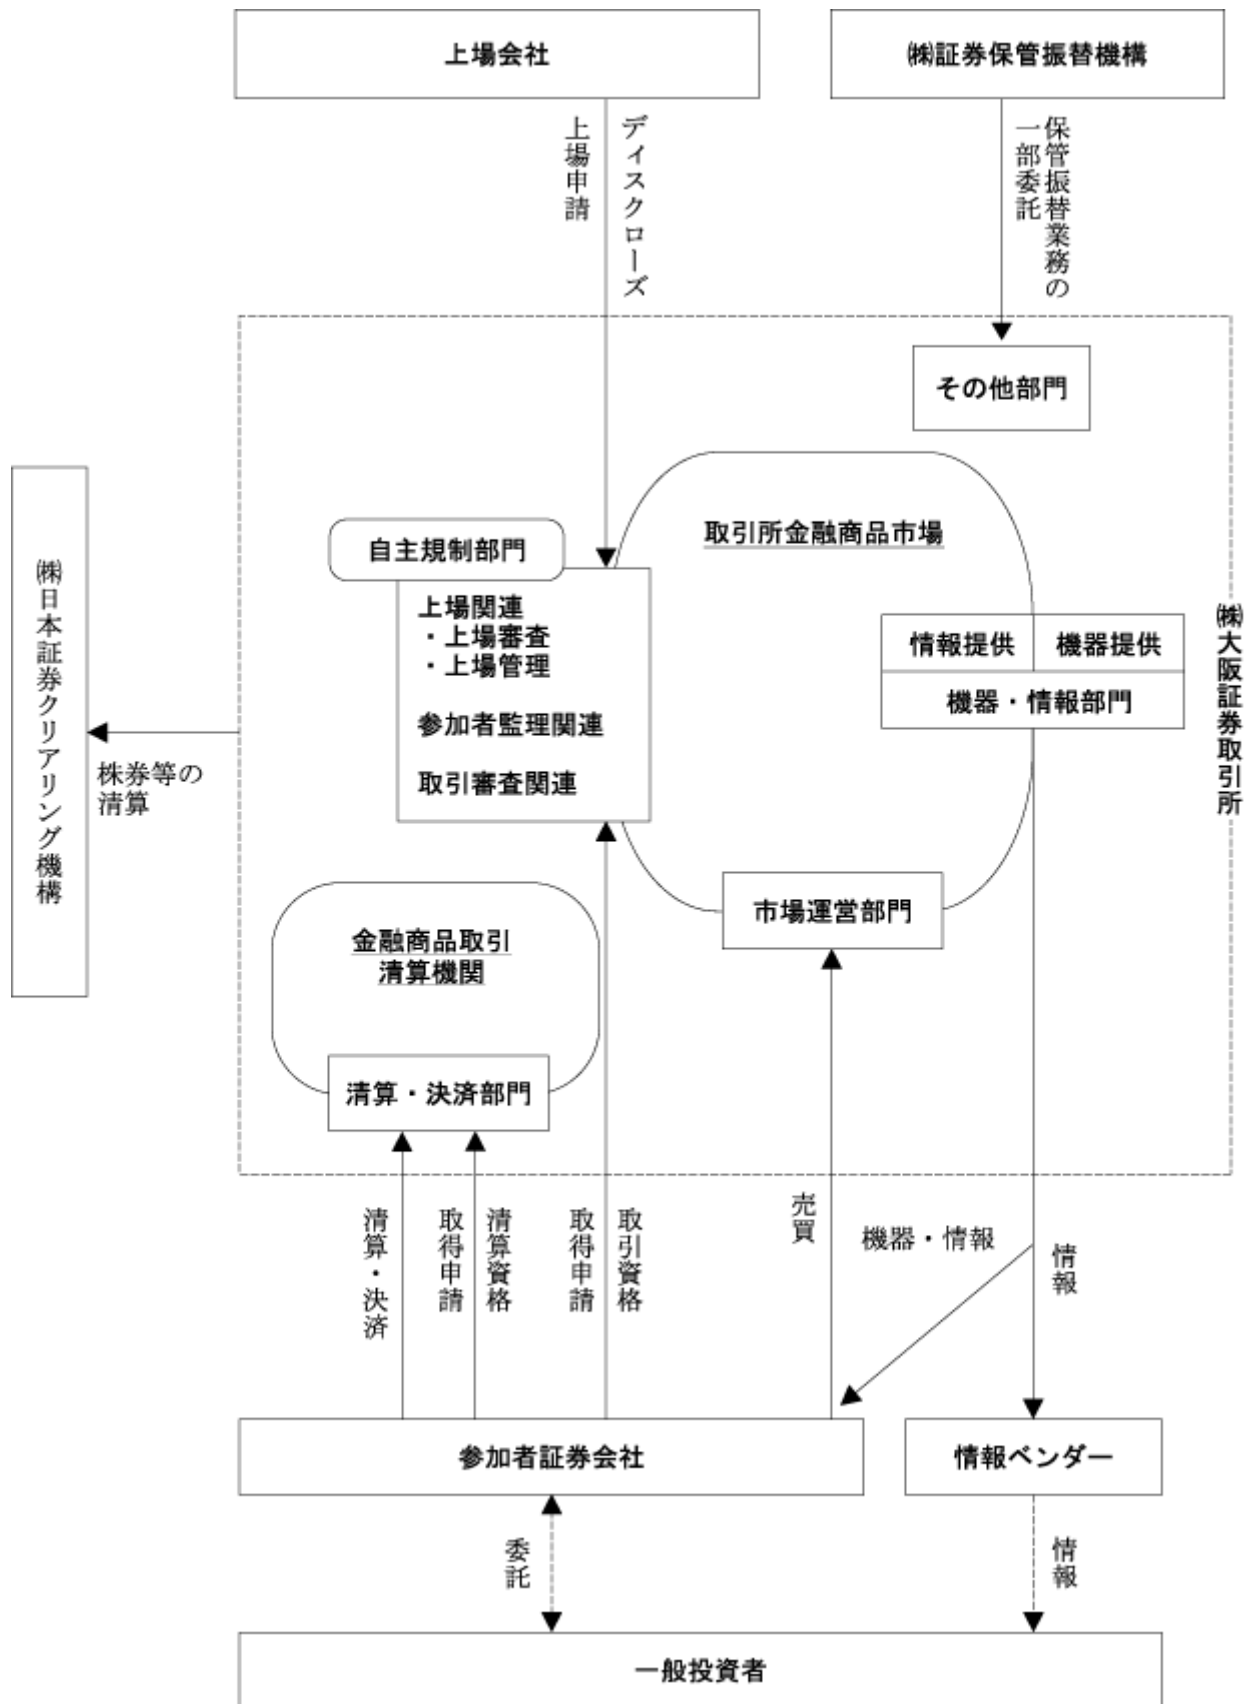 上場会社
㈱証券保管振替機構
上場申請
ディスクローズ
保管振替業務の
一部委託
その他部門
取引所金融商品市場
自主規制部門
上場関連
・上場審査
・上場管理
参加者監理関連
取引審査関連
情報提供
機器提供
機器・情報部門
㈱大阪証券取引所
㈱日本証券クリアリング機構
株券等の
清算
市場運営部門
金融商品取引
清算機関
清算・決済部門
清算・決済
清算資格
取得申請
取引資格
取得申請
売買
機器・情報
情報
参加者証券会社
情報ベンダー
委託
情報
一般投資者